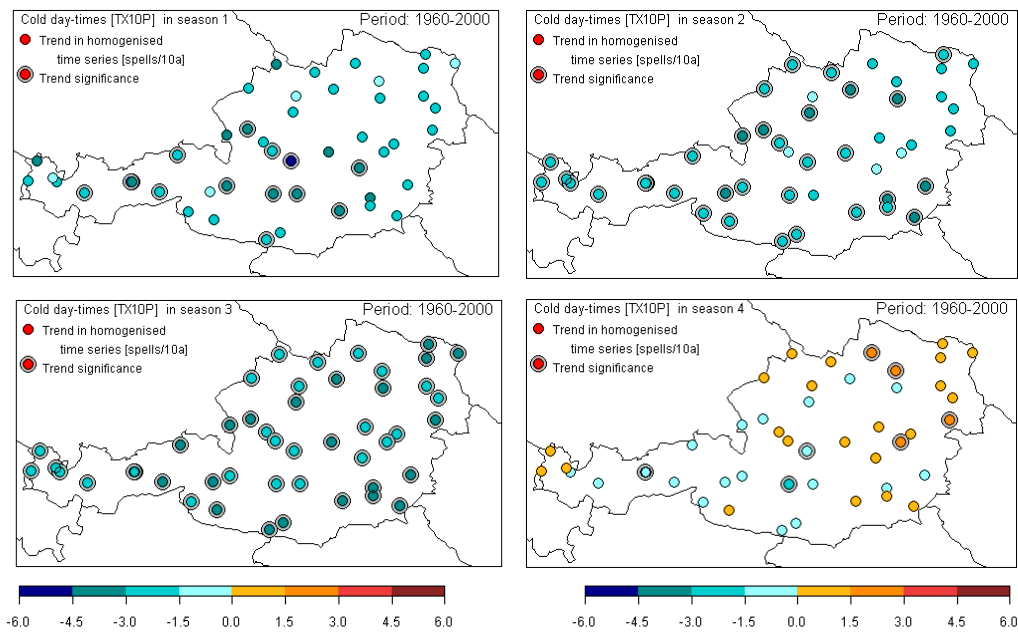 Cold day-times [TX10P] in season 1 Period: 1960-2000
Trend in homogenised
time series [spells/10a]
Trend significance
Cold day-times [TX10P] in season 2 Period: 1960-2000
Trend in homogenised
time series [spells/10a]
Trend significance
Cold day-times [TX10P] in season 3 Period: 1960-2000
Trend in homogenised
time series [spells/10a]
Trend significance
Cold day-times [TX10P] in season 4 Period: 1960-2000
Trend in homogenised
time series [spells/10a]
Trend significance
-6.0 -4.5 -3.0 -1.5 0.0 1.5 3.0 4.5 6.0
-6.0 -4.5 -3.0 -1.5 0.0 1.5 3.0 4.5 6.0